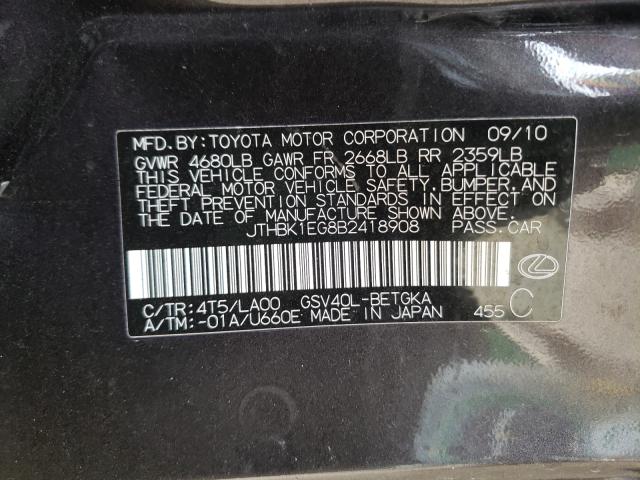 MFD. BY: TOYOTA MOTOR CORPORATION 09/10
GVWR 4680LB GAWR FR 2668LB RR 2359LB
THIS VEHICLE CONFORMS TO ALL APPLICABLE
FEDERAL MOTOR VEHICLE SAFETY, BUMPER, AND
THEFT PREVENTION STANDARDS IN EFFECT ON
THE DATE OF MANUFACTURE SHOWN ABOVE.
JTHBK1EG8B2418908 PASS. CAR
C/TR: 4T5/LA00 GSV40L-BETGKA
A/TM: -01A/U660E MADE IN JAPAN 455 C